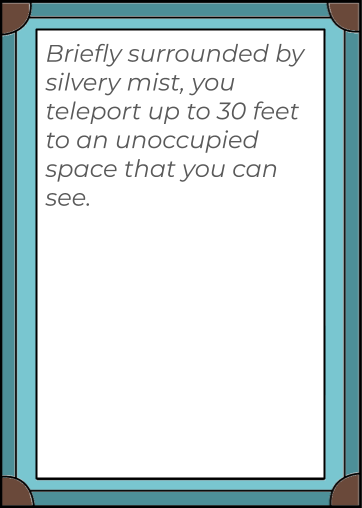 Briefly surrounded by
silvery mist, you
teleport up to 30 feet
to an unoccupied
space that you can
see.